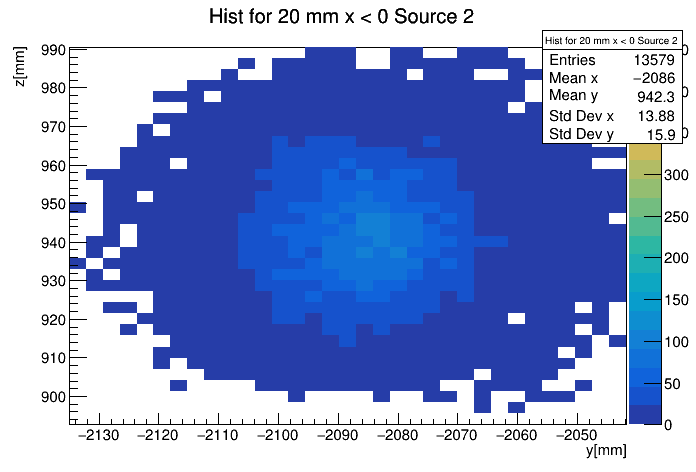 Hist for 20 mm x < 0 Source 2
z[mm]
Hist for 20 mm x < 0 Source 2
Entries 13579
Mean x −2086
Mean y 942.3
Std Dev x 13.88
Std Dev y 15.9
990
980
970
960
950
940
930
920
910
900
0
0
300
250
200
150
100
50
0
−2130 −2120 −2110 −2100 −2090 −2080 −2070 −2060 −2050
y[mm]